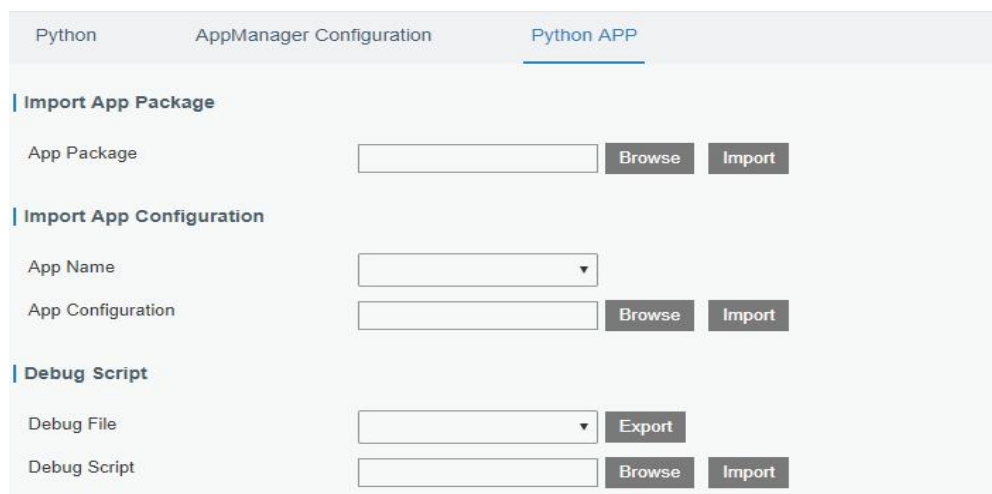 Python AppManager Configuration Python APP
Import App Package
App Package Browse Import
Import App Configuration
App Name
App Configuration Browse Import
Debug Script
Debug File Export
Debug Script Browse Import